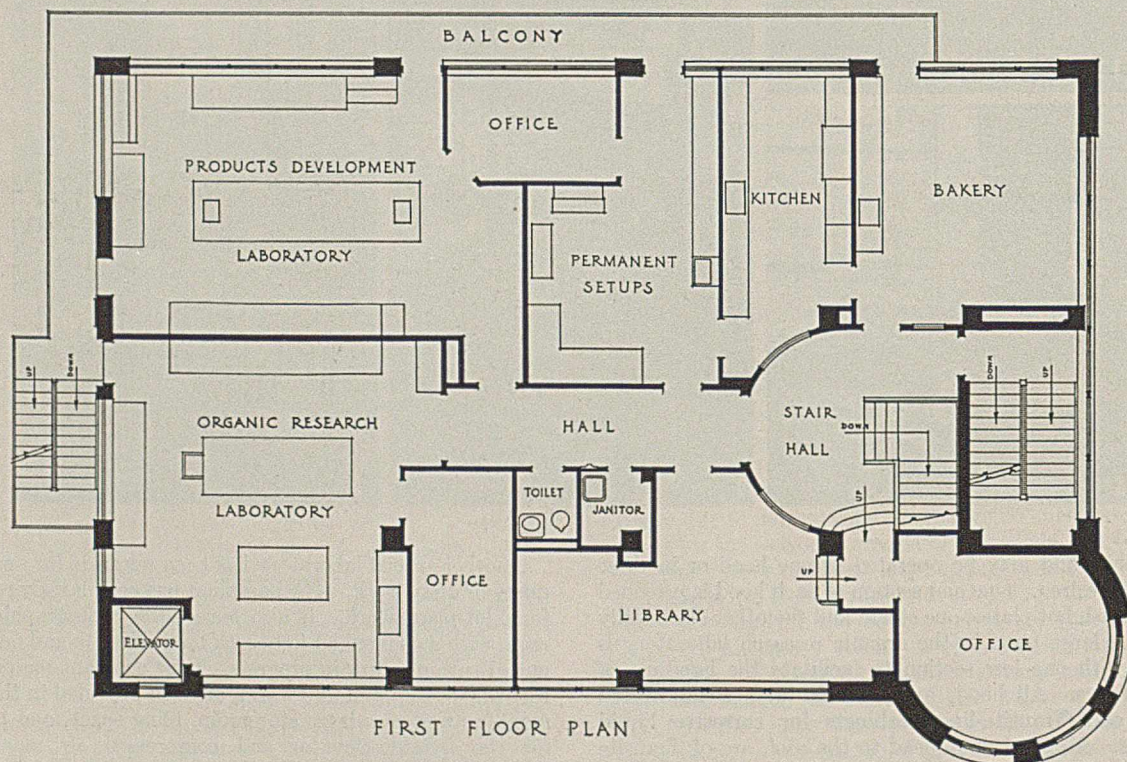 BALCONY
OFFICE
PRODUCTS DEVELOPMENT
LABORATORY
KITCHEN
BAKERY
PERMANENT
SETUPS
UP
DOWN
DOWN
UP
ORGANIC RESEARCH
LABORATORY
HALL
STAIR
HALL
DOWN
UP
TOILET
JANITOR
OFFICE
UP
LIBRARY
ELEVATOR
OFFICE
FIRST FLOOR PLAN